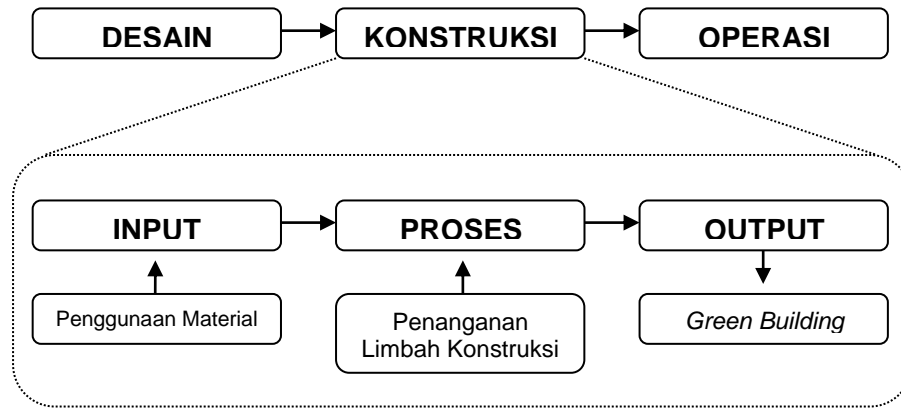 DESAIN
KONSTRUKSI
OPERASI
INPUT
PROSES
OUTPUT
Penggunaan Material
Penanganan
Limbah Konstruksi
Green Building